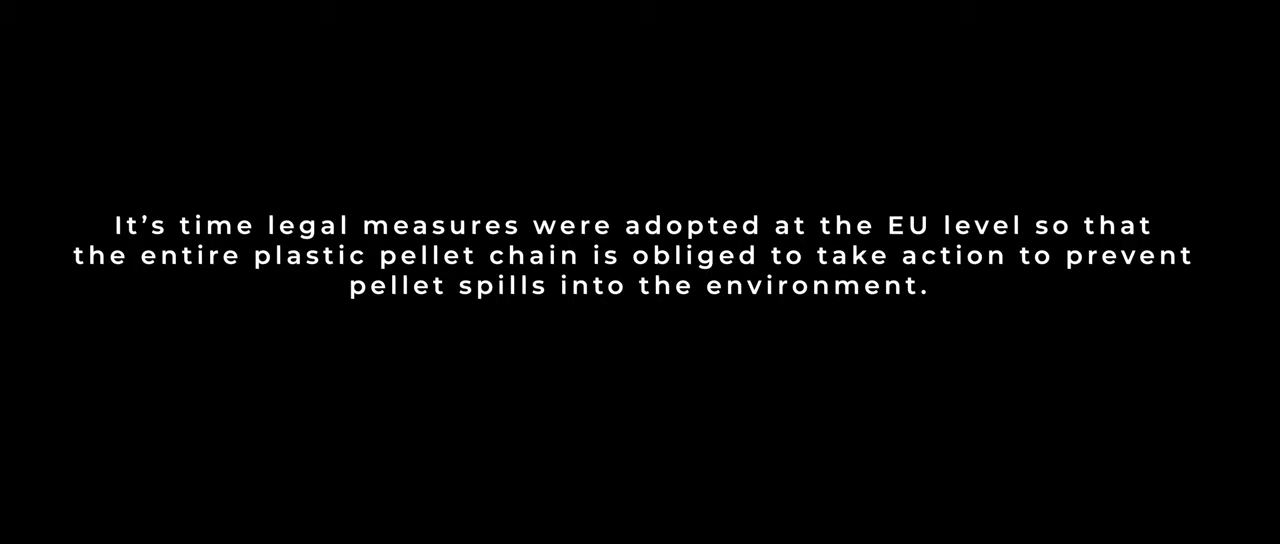 It’s time legal measures were adopted at the EU level so that
the entire plastic pellet chain is obliged to take action to prevent
pellet spills into the environment.